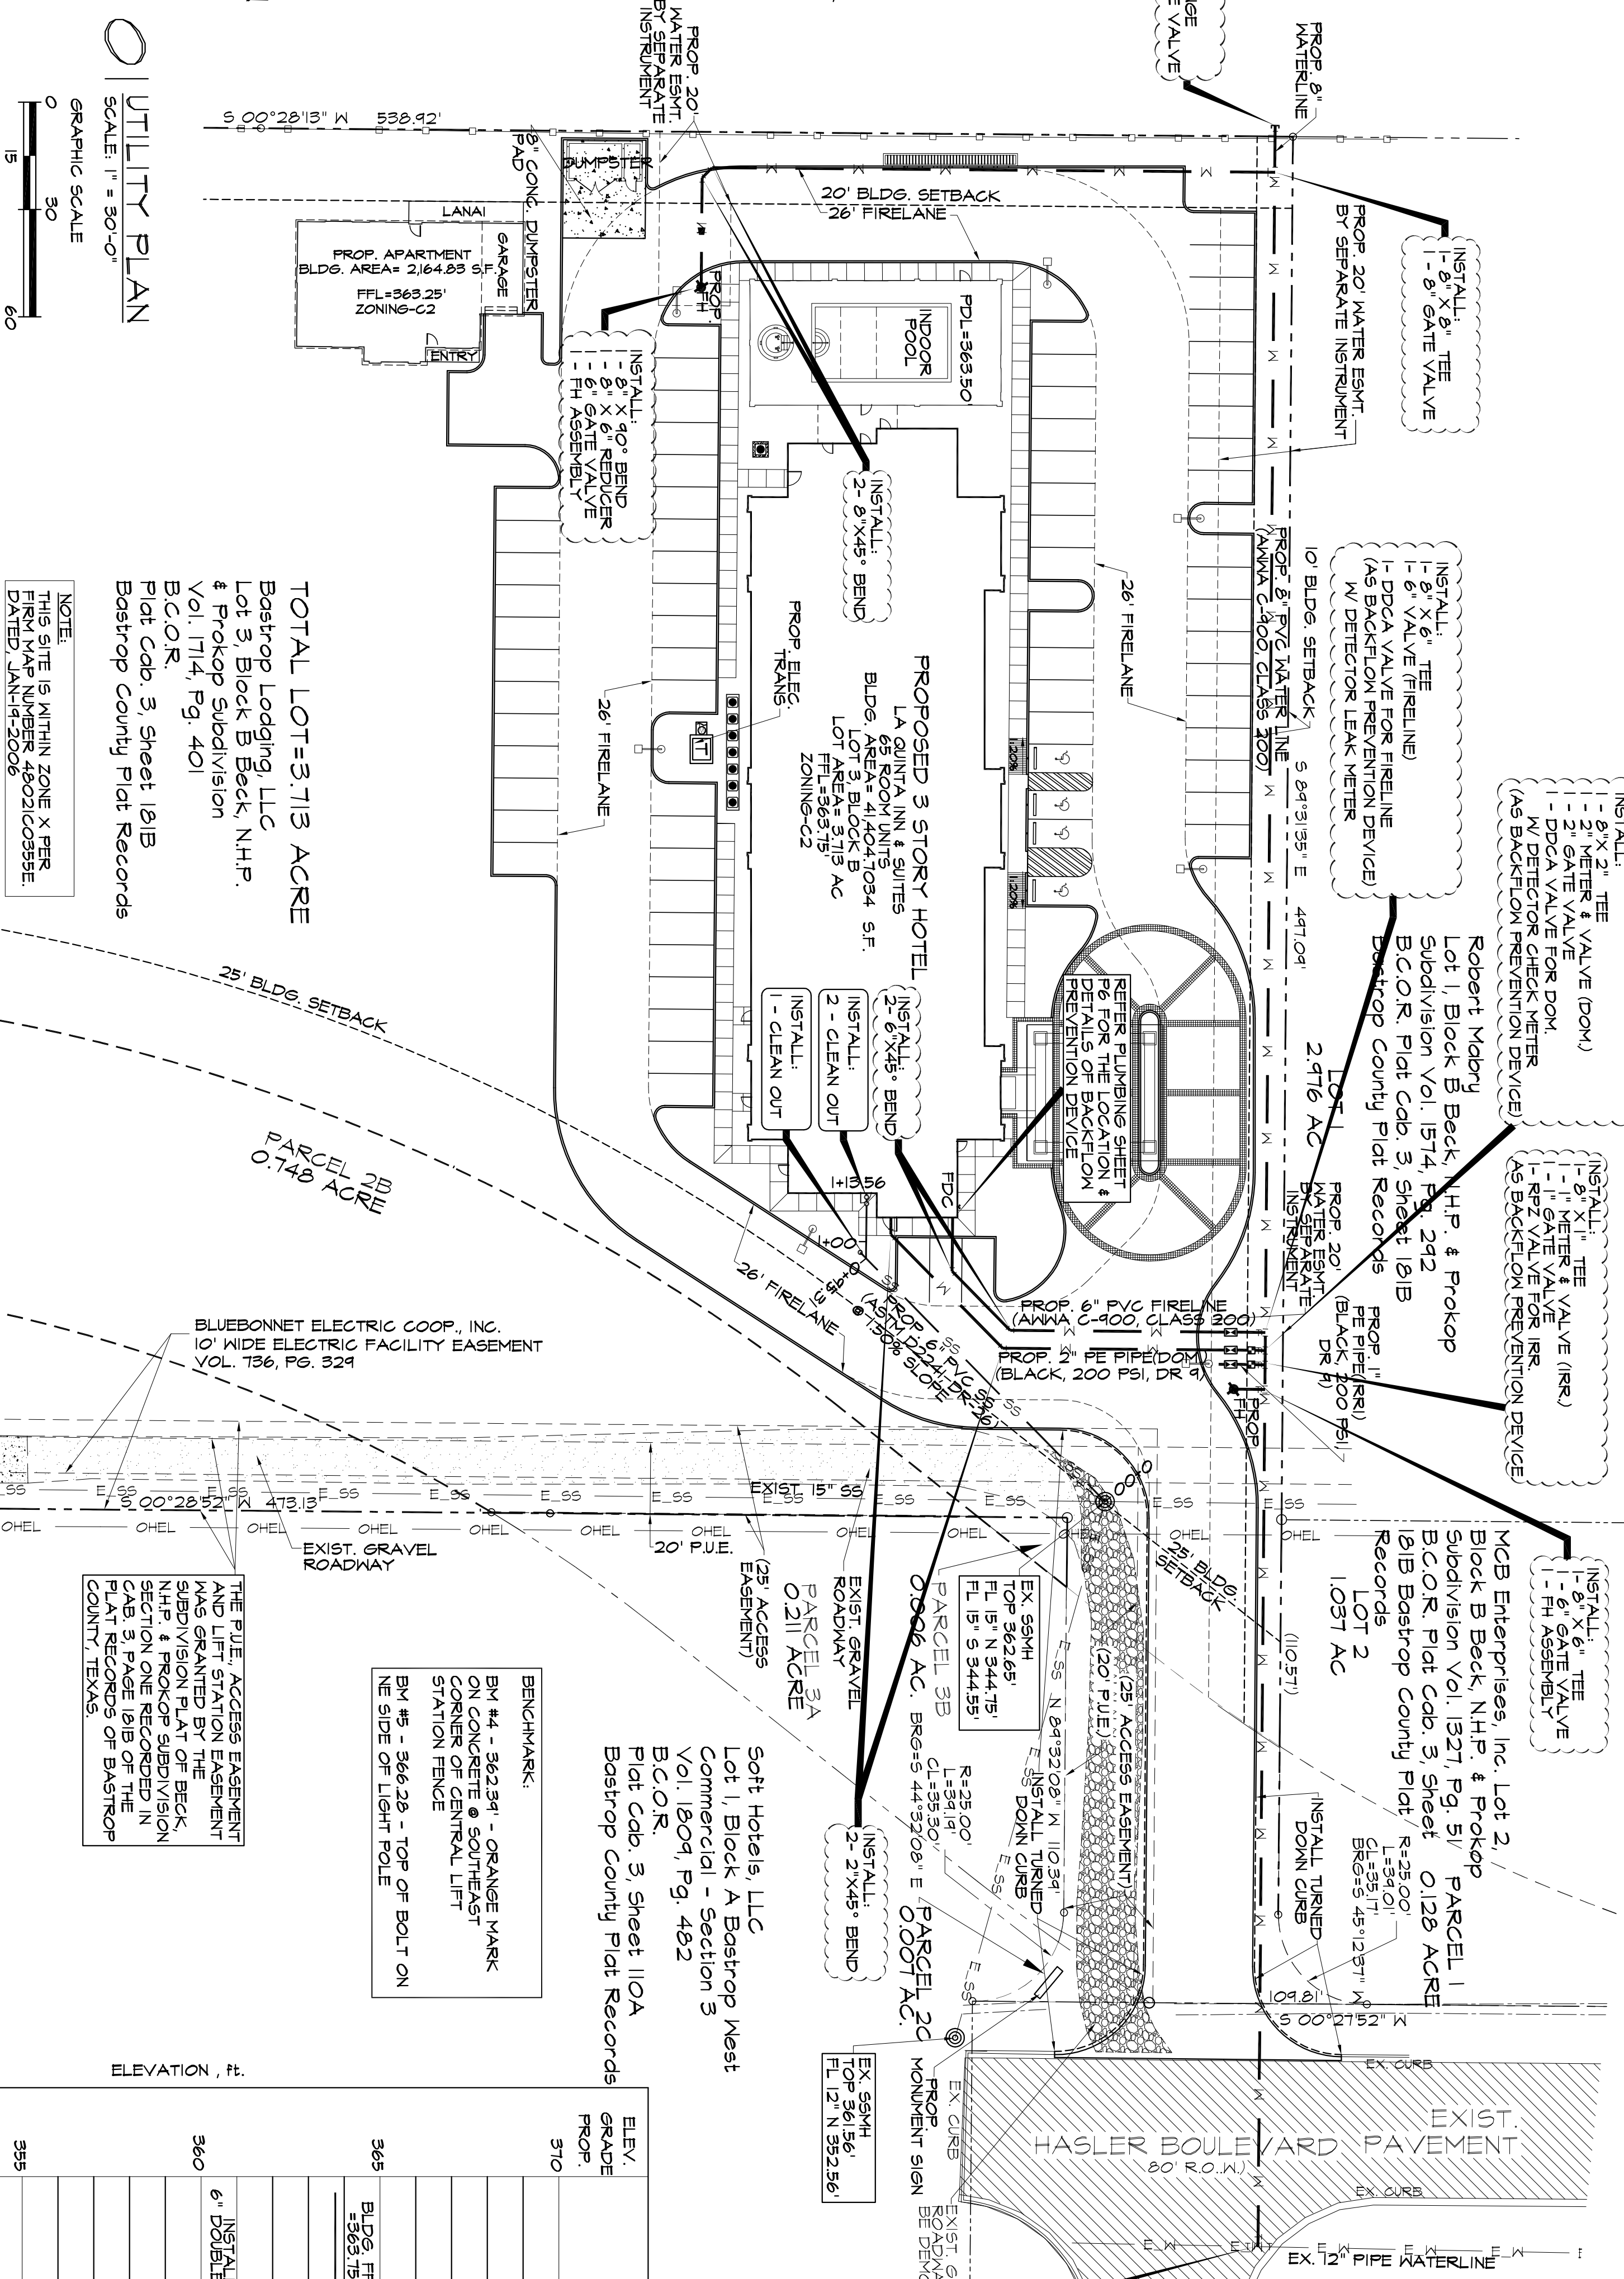 UTILITY PLAN
SCALE: 1" = 30'-0"
GRAPHIC SCALE
0
15
30
60
S 00°28'13" W 538.92'
PROP. 20'
WATER ESMT.
BY SEPARATE
INSTRUMENT
8" CONC. DUMPSTER
PAD
DUMPSTER
LANAI
GARAGE
PROP. APARTMENT
BLDG. AREA= 2,164.83 S.F.
FFL=363.25'
ZONING-C2
ENTRY
VALVE
PROP. 8"
WATERLINE
INSTALL:
1- 8" X 8" TEE
1 - 8" GATE VALVE
PROP. 20' WATER ESMT.
BY SEPARATE INSTRUMENT
20' BLDG. SETBACK
26' FIRELANE
PROP.
FH
INSTALL:
1 - 8" X 90° BEND
1 - 8" X 6" REDUCER
1 - 6" GATE VALVE
1 - FH ASSEMBLY
INDOOR
POOL
PDL=363.50'
INSTALL:
2- 8"X45° BEND
INSTALL:
1- 8" X 6" TEE
1- 6" VALVE (FIRELINE)
1- DDCA VALVE FOR FIRELINE
(AS BACKFLOW PREVENTION DEVICE)
W/ DETECTOR LEAK METER
10' BLDG. SETBACK
PROP. 8" PVC WATER LINE
(AWWA C-900, CLASS 200)
S 89°31'35" E 497.09'
26' FIRELANE
26' FIRELANE
PROP. ELEC.
TRANS.
T
PROPOSED 3 STORY HOTEL
LA QUINTA INN & SUITES
65 ROOM UNITS
BLDG. AREA= 41,404.7034 S.F.
LOT 3, BLOCK B
LOT AREA= 3.713 AC
FFL=363.75'
ZONING-C2
1:20%
1:20%
TOTAL LOT=3.713 ACRE
Bastrop Lodging, LLC
Lot 3, Block B Beck, N.H.P.
& Prokop Subdivision
Vol. 1714, Pg. 401
B.C.O.R.
Plat Cab. 3, Sheet 181B
Bastrop County Plat Records
NOTE:
THIS SITE IS WITHIN ZONE X PER
FIRM MAP NUMBER 48021C0355E.
DATED, JAN-19-2006
INSTALL:
1 - 8"X 2" TEE
1 - 2" METER & VALVE (DOM.)
1 - 2" GATE VALVE
1 - DDCA VALVE FOR DOM.
W/ DETECTOR CHECK METER
(AS BACKFLOW PREVENTION DEVICE)
Robert Mabry
Lot 1, Block B Beck, N.H.P. & Prokop
Subdivision Vol. 1574, Pg. 292
B.C.O.R. Plat Cab. 3, Sheet 181B
Bastrop County Plat Records
LOT 1
2.976 AC
REFER PLUMBING SHEET
P6 FOR THE LOCATION &
DETAILS OF BACKFLOW
PREVENTION DEVICE
INSTALL:
2- 6"X45° BEND
INSTALL:
2 - CLEAN OUT
INSTALL:
1 - CLEAN OUT
FDC
1+13.56
1+00
0+95.13
25' BLDG. SETBACK
PARCEL 2B
0.748 ACRE
26' FIRELANE
PROP. 6" PVC SS
(ASTM D2241, DR-26)
@ 1.50% SLOPE
PROP. 6" PVC FIRELINE
(AWWA C-900, CLASS 200)
PROP. 2" PE PIPE(DOM)
(BLACK, 200 PSI, DR 9)
PROP. 20'
WATER ESMT.
BY SEPARATE
INSTRUMENT
PROP. 1"
PE PIPE(IRRI)
(BLACK, 200 PSI,
DR 9)
PROP
FH
INSTALL:
1- 8" X 1" TEE
1 - 1" METER & VALVE (IRR.)
1 - 1" GATE VALVE
1- RPZ VALVE FOR IRR.
AS BACKFLOW PREVENTION DEVICE
INSTALL:
1- 8" X 6" TEE
1 - 6" GATE VALVE
1 - FH ASSEMBLY
BLUEBONNET ELECTRIC COOP., INC.
10' WIDE ELECTRIC FACILITY EASEMENT
VOL. 736, PG. 329
S 00°28'52" W 473.13'
EXIST. 15" SS
OHEL
E_SS
EXIST. GRAVEL
ROADWAY
20' P.U.E.
(25' ACCESS
EASEMENT)
EXIST. GRAVEL
ROADWAY
PARCEL 3A
0.211 ACRE
PARCEL 3B
0.006 AC.
0+00
EX. SSMH
TOP 362.65'
FL 15" N 344.75'
FL 15" S 344.55'
25' BLDG.
SETBACK
(110.57')
(20' P.U.E.)
(25' ACCESS EASEMENT)
N 89°32'08" W 110.39'
INSTALL TURNED
DOWN CURB
R=25.00'
L=39.19'
CL=35.30'
BRG=S 44°32'08" E
PARCEL 2C
0.007 AC.
MCB Enterprises, Inc. Lot 2,
Block B Beck, N.H.P. & Prokop
Subdivision Vol. 1327, Pg. 51
B.C.O.R. Plat Cab. 3, Sheet
181B Bastrop County Plat
Records
LOT 2
1.037 AC
PARCEL 1
0.128 ACRE
INSTALL TURNED
DOWN CURB
R=25.00'
L=39.01'
CL=35.17'
BRG=S 45°12'37" W
109.81'
S 00°27'52" W
THE P.U.E., ACCESS EASEMENT
AND LIFT STATION EASEMENT
WAS GRANTED BY THE
SUBDIVISION PLAT OF BECK,
N.H.P. & PROKOP SUBDIVISION
SECTION ONE RECORDED IN
CAB. 3, PAGE 181B OF THE
PLAT RECORDS OF BASTROP
COUNTY, TEXAS.
BENCHMARK:
BM #4 - 362.39' - ORANGE MARK
ON CONCRETE @ SOUTHEAST
CORNER OF CENTRAL LIFT
STATION FENCE
BM #5 - 366.28 - TOP OF BOLT ON
NE SIDE OF LIGHT POLE
Soft Hotels, LLC
Lot 1, Block A Bastrop West
Commercial - Section 3
Vol. 1809, Pg. 482
B.C.O.R.
Plat Cab. 3, Sheet 110A
Bastrop County Plat Records
INSTALL:
2- 2"X45° BEND
EX. SSMH
TOP 361.56'
FL 12" N 352.56'
PROP.
MONUMENT SIGN
EX. CURB
EX. CURB
EX. CURB
EXIST.
HASLER BOULEVARD PAVEMENT
80' R.O.W.)
EX. 12" PIPE WATERLINE
ELEVATION , ft.
ELEV.
GRADE
PROP.
370
365
360
355
6" DOUBLE